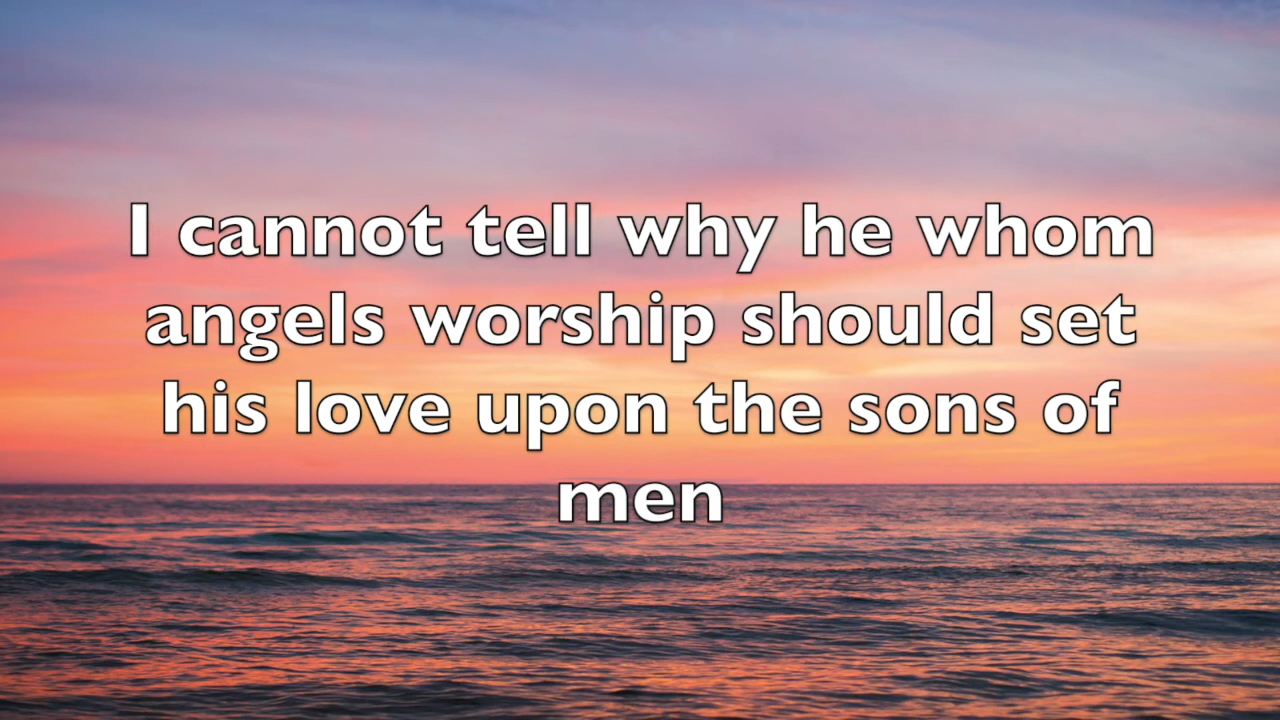 I cannot tell why he whom
angels worship should set
his love upon the sons of
men